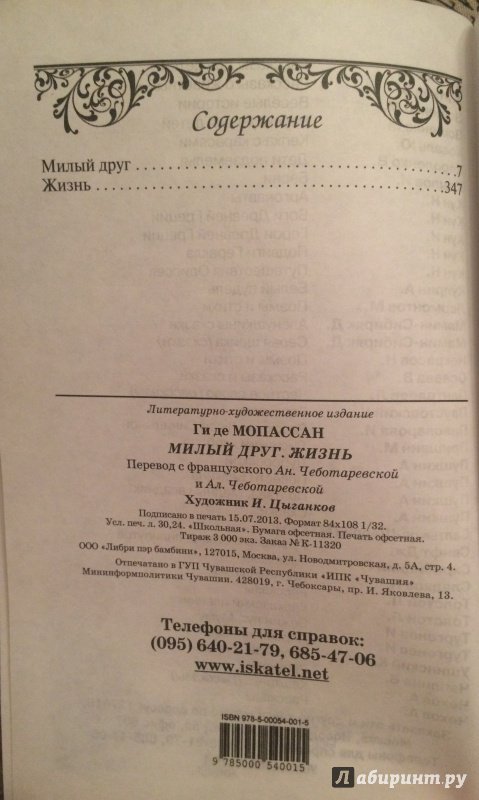 Содержание
Милый друг . . . . . . . . . . . . . . . . . . . . . . . . . . . . . . . . . . . 7
Жизнь . . . . . . . . . . . . . . . . . . . . . . . . . . . . . . . . . . . . . .347
Литературно-художественное издание
Ги де МОПАССАН
МИЛЫЙ ДРУГ. ЖИЗНЬ
Перевод с французского Ан. Чеботаревской
и Ал. Чеботаревской
Художник И. Цыганков
Подписано в печать 15.07.2013. Формат 84х108 1/32.
Усл. печ. л. 30,24. «Школьная». Бумага офсетная. Печать офсетная.
Тираж 3 000 экз. Заказ № К-11320
ООО «Либри пэр бамбини», 127015, Москва, ул. Новодмитровская, д. 5А, стр. 4.
Отпечатано в ГУП Чувашской Республики «ИПК «Чувашия»
Мининформполитики Чувашии. 428019, г. Чебоксары, пр. И. Яковлева, 13.
Телефоны для справок:
(095) 640-21-79, 685-47-06
www.iskatel.net
ISBN 978-5-00054-001-5
9 785000 540015
Лабиринт.ру